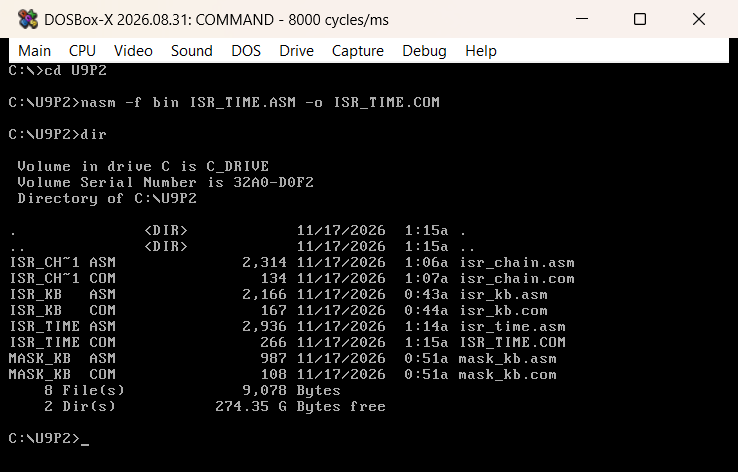 DOSBox-X 2026.08.31: COMMAND - 8000 cycles/ms
Main CPU Video Sound DOS Drive Capture Debug Help
C:\>cd U9P2
C:\U9P2>nasm -f bin ISR_TIME.ASM -o ISR_TIME.COM
C:\U9P2>dir
Volume in drive C is C_DRIVE
Volume Serial Number is 32A0-D0F2
Directory of C:\U9P2
. <DIR> 11/17/2026 1:15a .
.. <DIR> 11/17/2026 1:15a ..
ISR_CH~1 ASM 2,314 11/17/2026 1:06a isr_chain.asm
ISR_CH~1 COM 134 11/17/2026 1:07a isr_chain.com
ISR_KB ASM 2,166 11/17/2026 0:43a isr_kb.asm
ISR_KB COM 167 11/17/2026 0:44a isr_kb.com
ISR_TIME ASM 2,936 11/17/2026 1:14a isr_time.asm
ISR_TIME COM 266 11/17/2026 1:15a ISR_TIME.COM
MASK_KB ASM 987 11/17/2026 0:51a mask_kb.asm
MASK_KB COM 108 11/17/2026 0:51a mask_kb.com
8 File(s) 9,078 Bytes
2 Dir(s) 274.35 G Bytes free
C:\U9P2>_